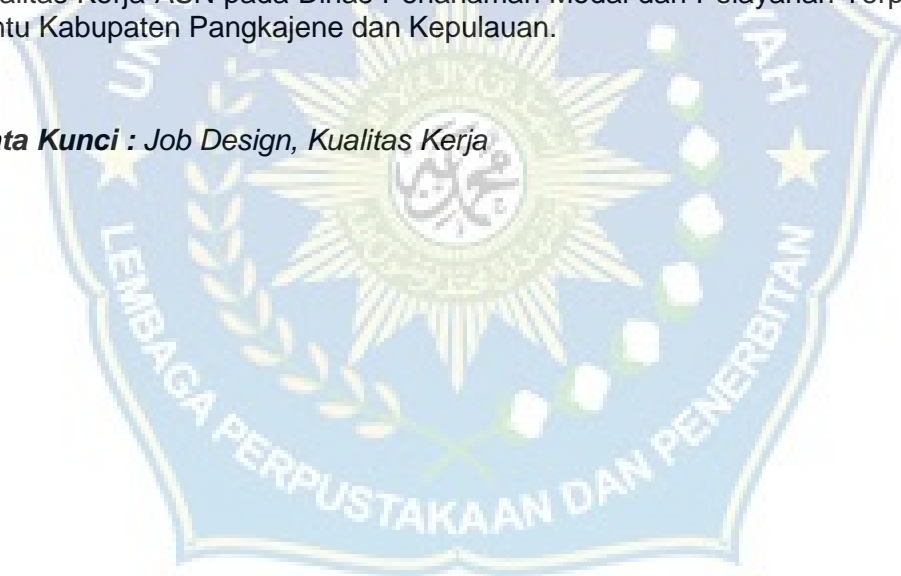 alitas Kerja ASN pada Dinas Penanaman Modal dan Pelayanan Terp
ntu Kabupaten Pangkajene dan Kepulauan.
ata Kunci : Job Design, Kualitas Kerja
LEMBAGA PERPUSTAKAAN DAN PENERBITAN